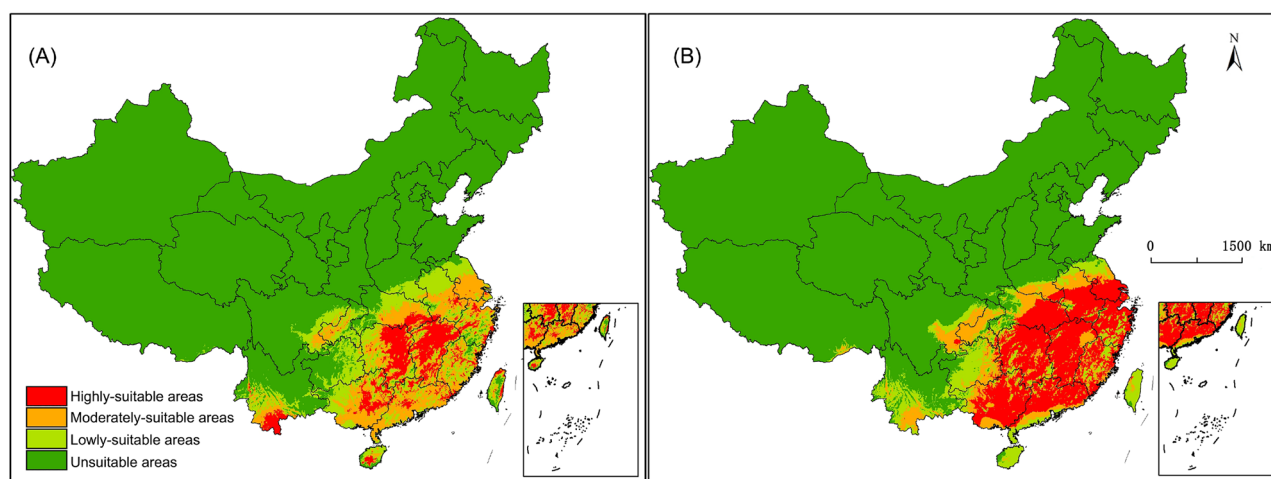 (A)
(B)
N
0 1500 km
Highly-suitable areas
Moderately-suitable areas
Lowly-suitable areas
Unsuitable areas